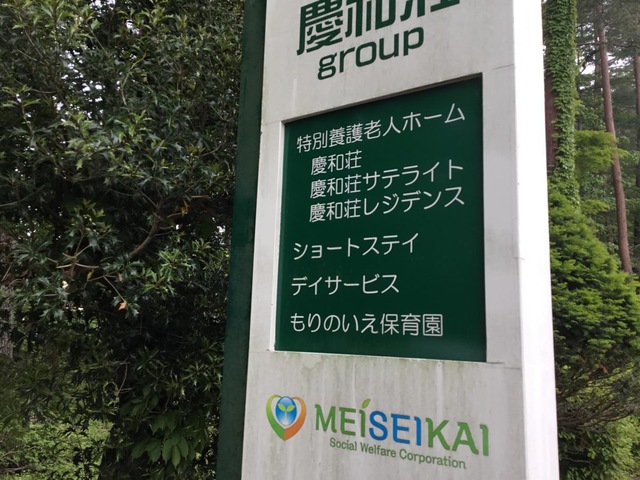 慶和荘
group
特別養護老人ホーム
慶和荘
慶和荘サテライト
慶和荘レジデンス
ショートステイ
デイサービス
もりのいえ保育園
MEISEIKAI
Social Welfare Corporation